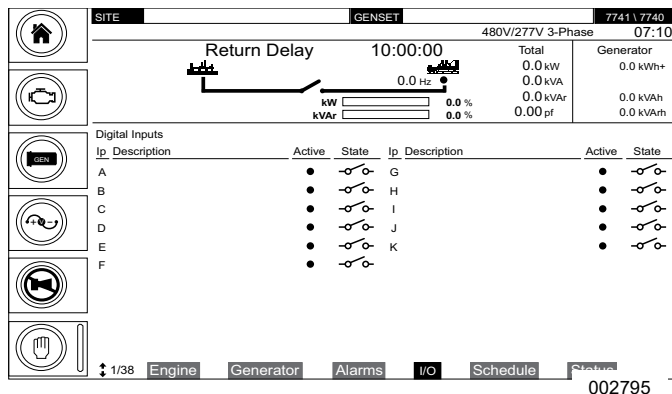 SITE GENSET 7741 \ 7740
480V/277V 3-Phase 07:10
Return Delay 10:00:00 Total Generator
0.0 kW 0.0 kWh+
0.0 Hz 0.0 kVA
0.0 kVAr 0.0 kVAh
kW 0.0 % 0.00 pf 0.0 kVArh
kVAr 0.0 %
Digital Inputs
Ip Description Active State Ip Description Active State
GEN
A G
B H
C I
D J
E K
F
1/38 Engine Generator Alarms I/O Schedule Status
002795